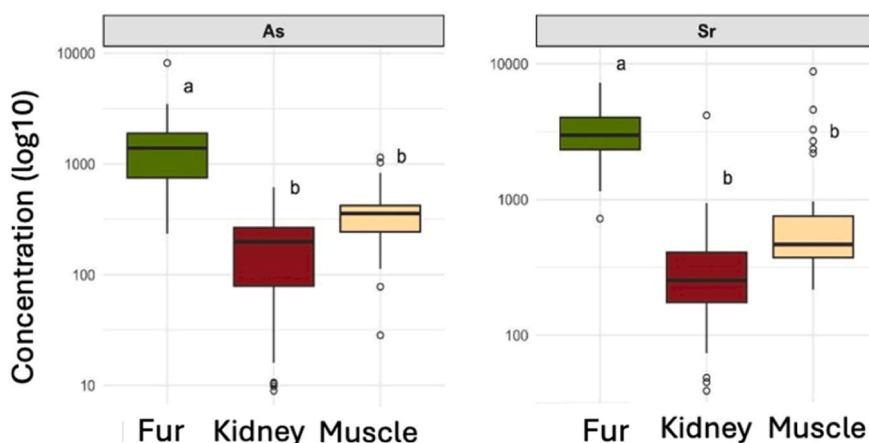 As
Sr
Concentration (log10)
10000
1000
100
10
a
b
b
Fur Kidney Muscle
10000
1000
100
a
b
b
Fur Kidney Muscle